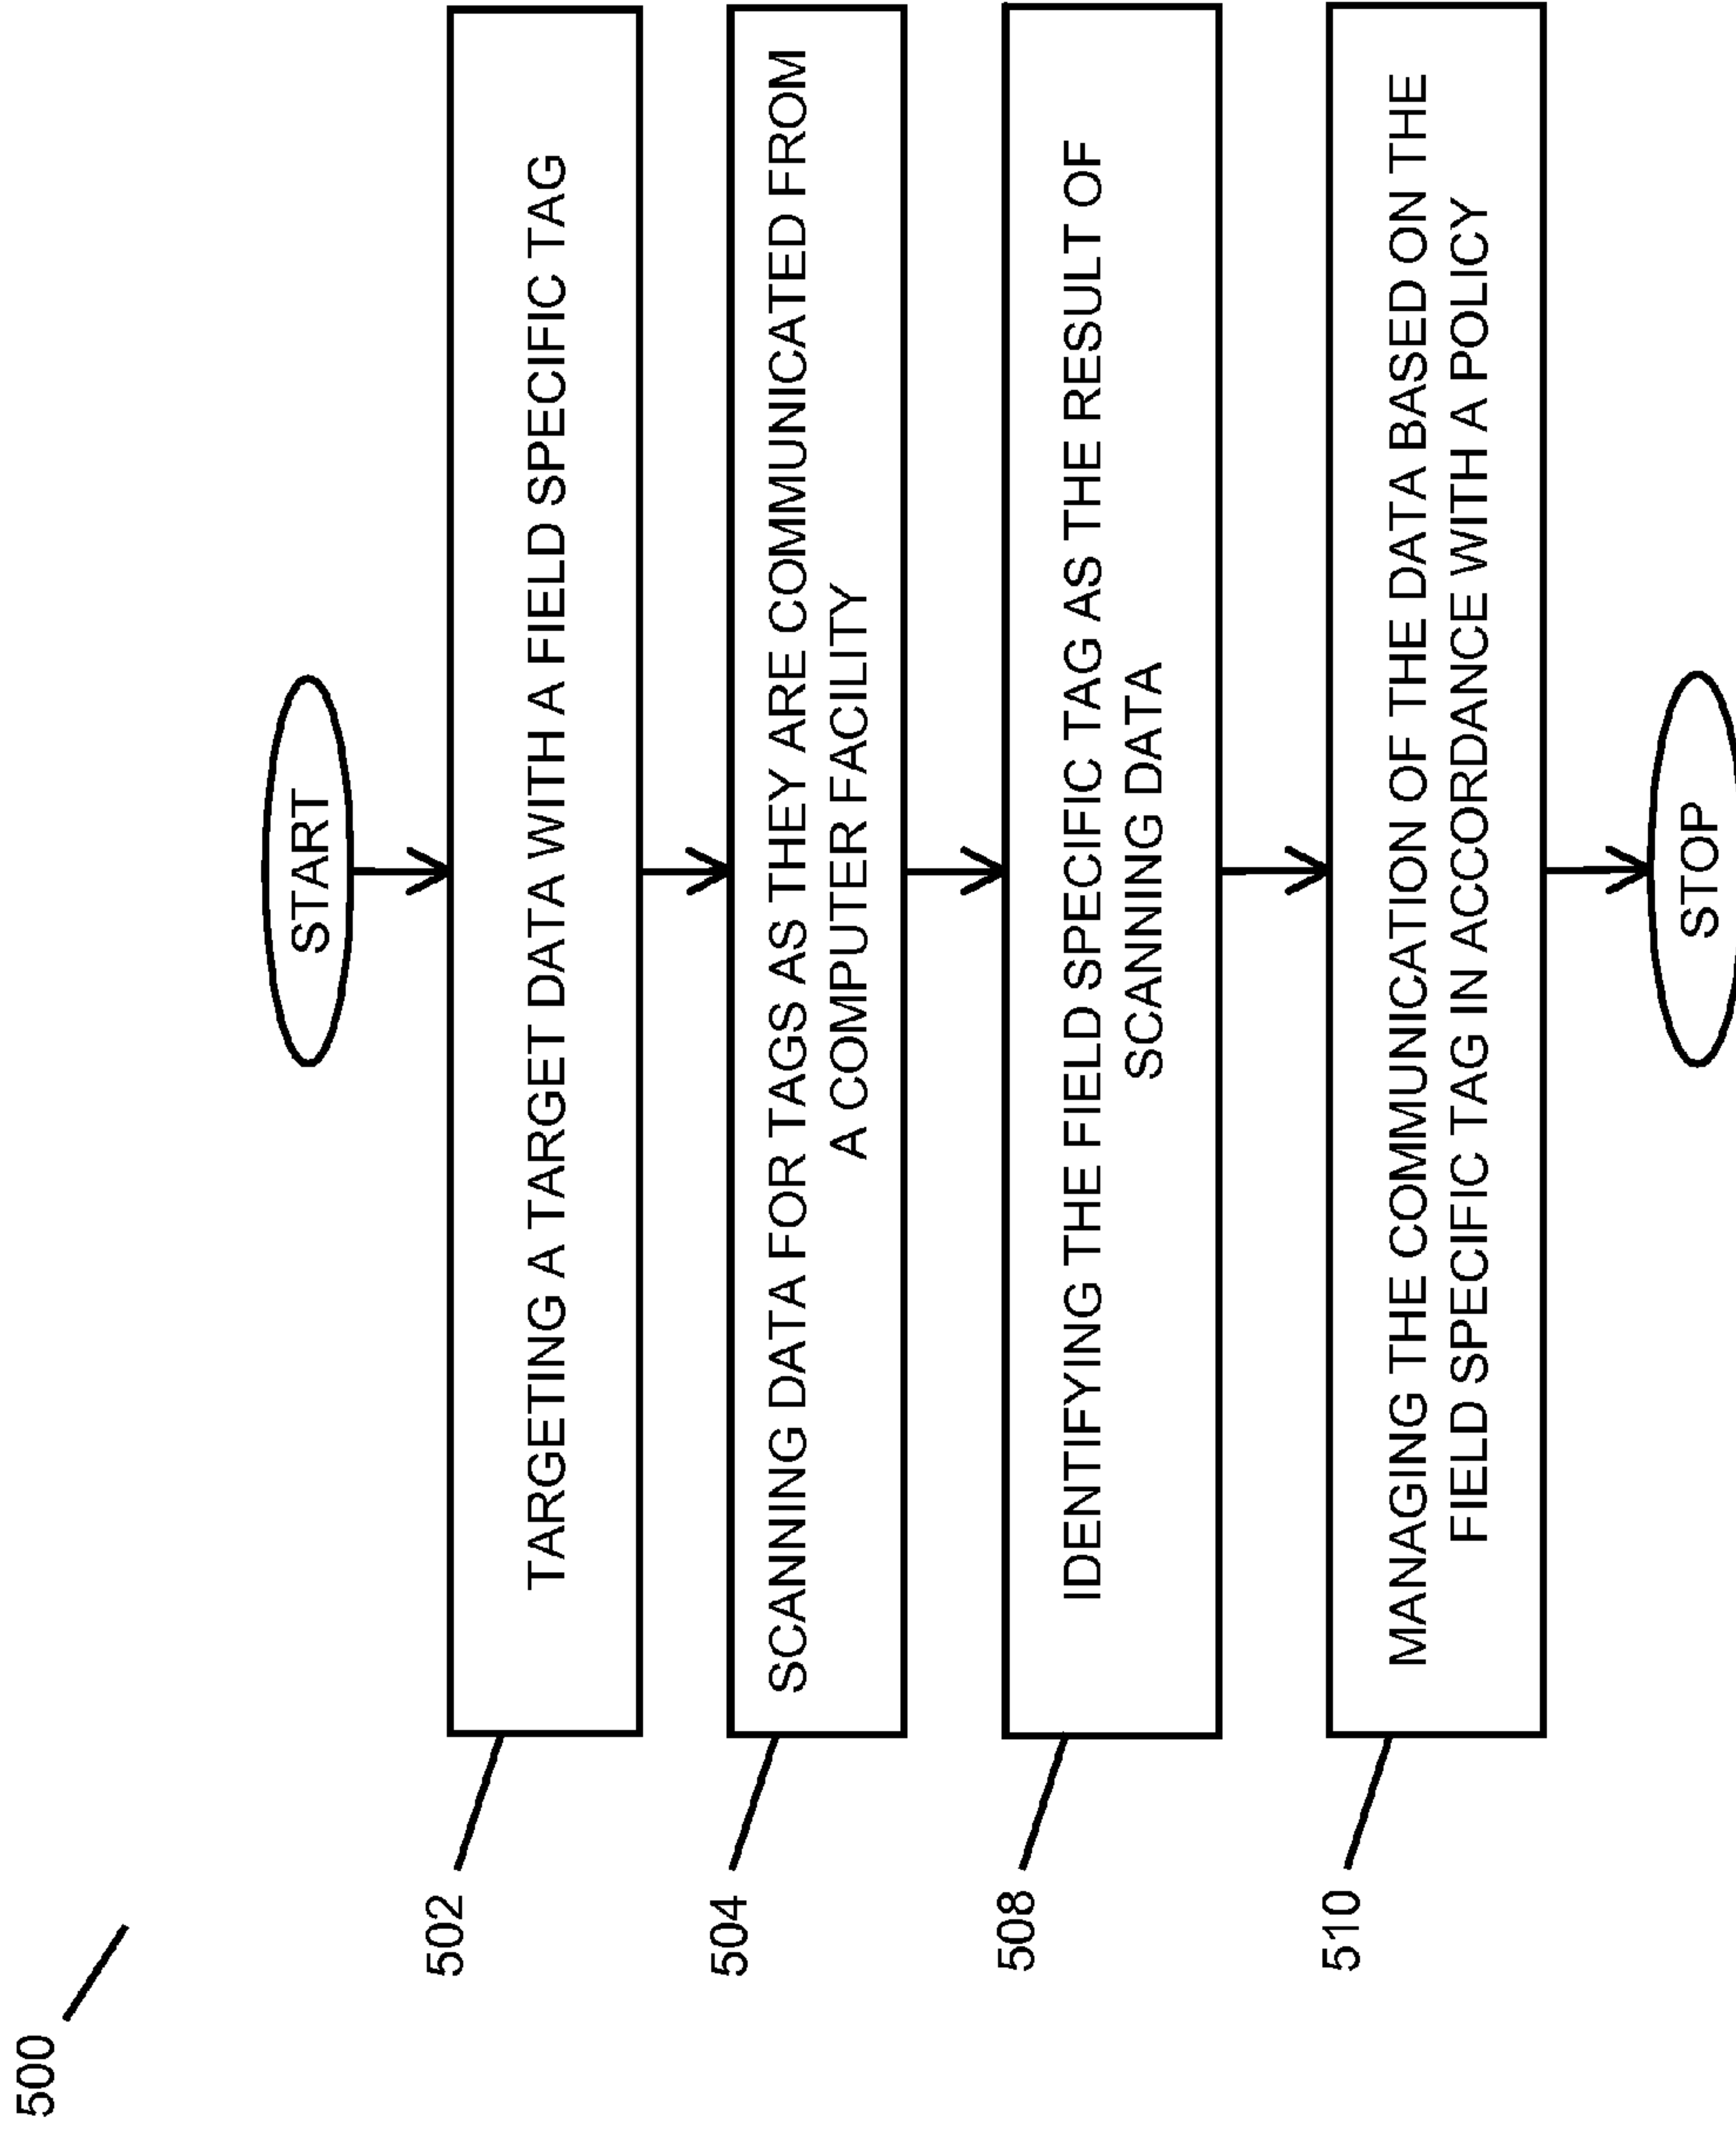 500
START
502
TARGETING A TARGET DATA WITH A FIELD SPECIFIC TAG
504
SCANNING DATA FOR TAGS AS THEY ARE COMMUNICATED FROM
A COMPUTER FACILITY
508
IDENTIFYING THE FIELD SPECIFIC TAG AS THE RESULT OF
SCANNING DATA
510
MANAGING THE COMMUNICATION OF THE DATA BASED ON THE
FIELD SPECIFIC TAG IN ACCORDANCE WITH A POLICY
STOP